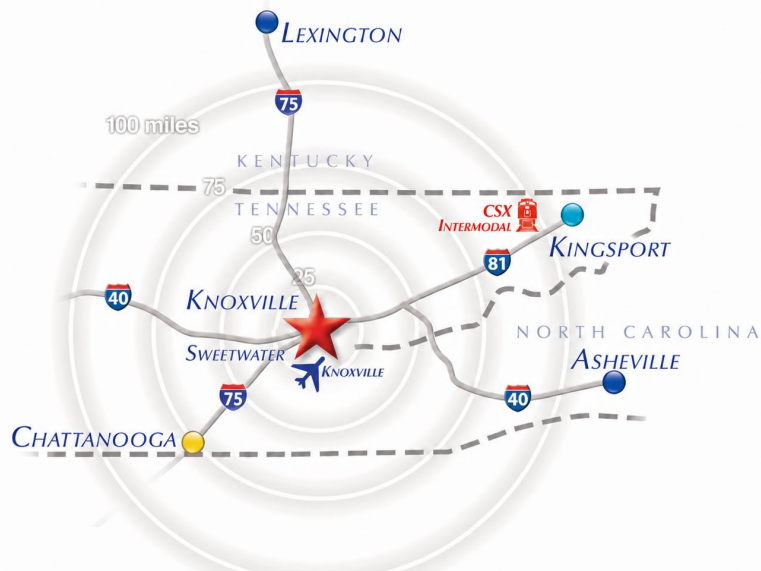 LEXINGTON
75
100 miles
KENTUCKY
75
TENNESSEE
CSX
INTERMODAL
50
KINGSPORT
81
25
40
KNOXVILLE
NORTH CAROLINA
SWEETWATER
ASHEVILLE
KNOXVILLE
75
40
CHATTANOOGA